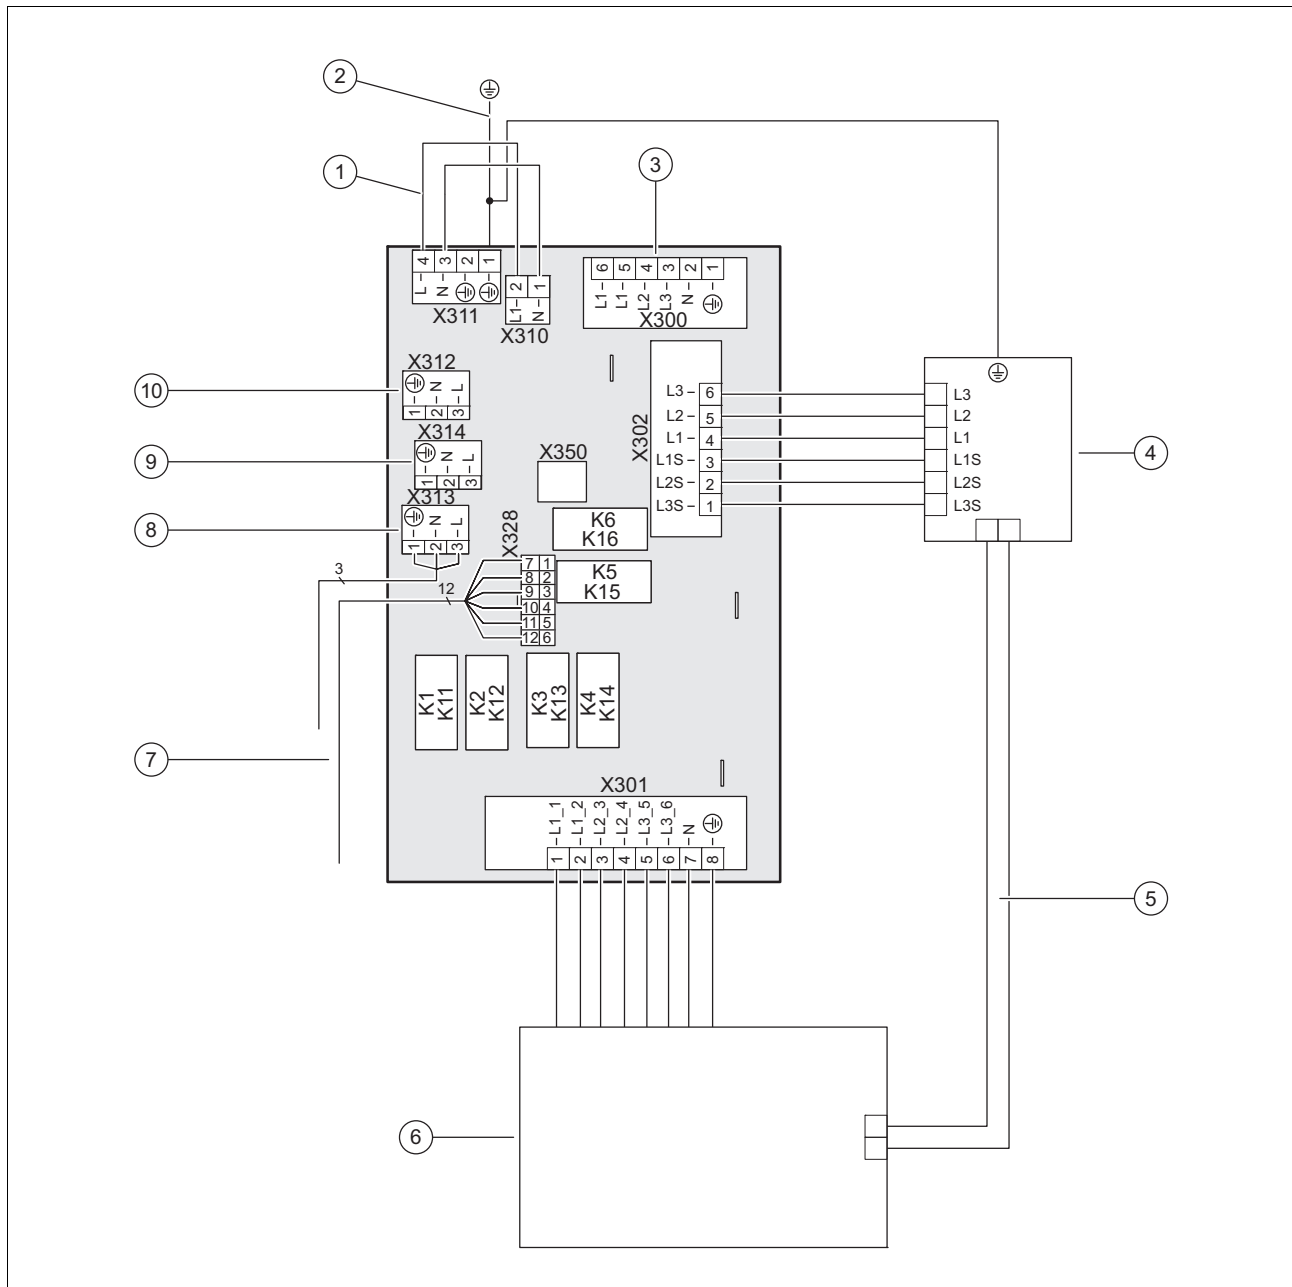 2
1
3
4 3 2 1
L N
X311
2 1
L1 N
X310
6 5 4 3 2 1
L1 L1 L2 L3 N
X300
10
X312
N L
1 2 3
9
X314
N L
1 2 3
8
X313
N L
1 2 3
3
12
X350
X302
L3 6
L2 5
L1 4
L1S 3
L2S 2
L3S 1
L3
L2
L1
L1S
L2S
L3S
4
K6
K16
X328
7 1
8 2
9 3
10 4
11 5
12 6
K5
K15
K1
K11
K2
K12
K3
K13
K4
K14
7
X301
L1_1 L1_2 L2_3 L2_4 L3_5 L3_6 N
1 2 3 4 5 6 7 8
5
6